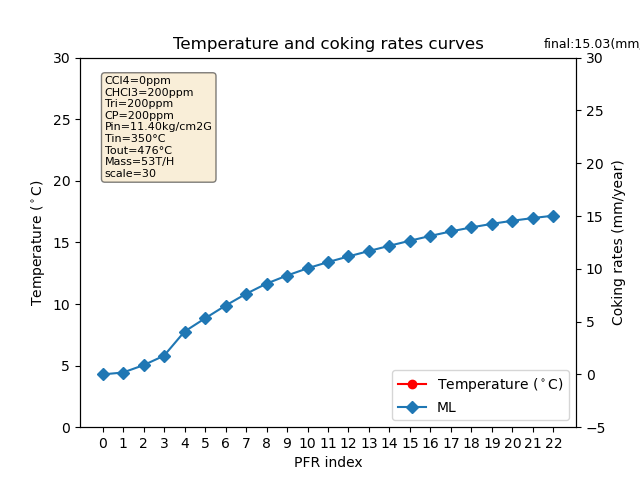 Temperature and coking rates curves
final:15.03(mm
CCl4=0ppm
CHCl3=200ppm
Tri=200ppm
CP=200ppm
Pin=11.40kg/cm2G
Tin=350°C
Tout=476°C
Mass=53T/H
scale=30
30
25
20
15
10
5
0
Temperature (°C)
30
25
20
15
10
5
0
−5
Coking rates (mm/year)
Temperature (°C)
ML
0 1 2 3 4 5 6 7 8 9 10 11 12 13 14 15 16 17 18 19 20 21 22
PFR index